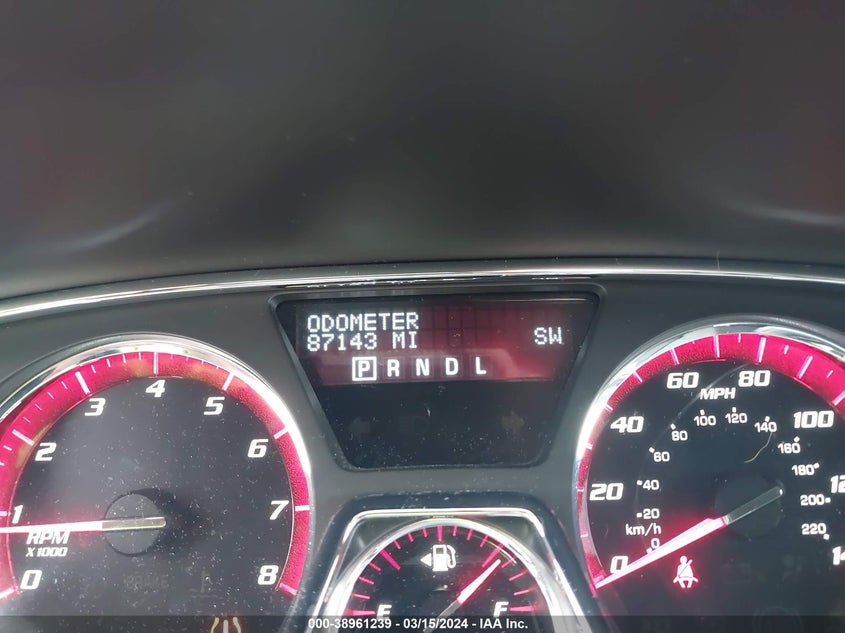 ODOMETER
87143 MI
SW
P R N D L
0 1 2 3 4 5 6 7 8
RPM
X1000
BRAKE
E F
0 20 40 60 80 100
MPH
0 20 40 60 80 100 120 140 160 180 200 220
km/h
000-38961239 — 03/15/2024 — IAA Inc.